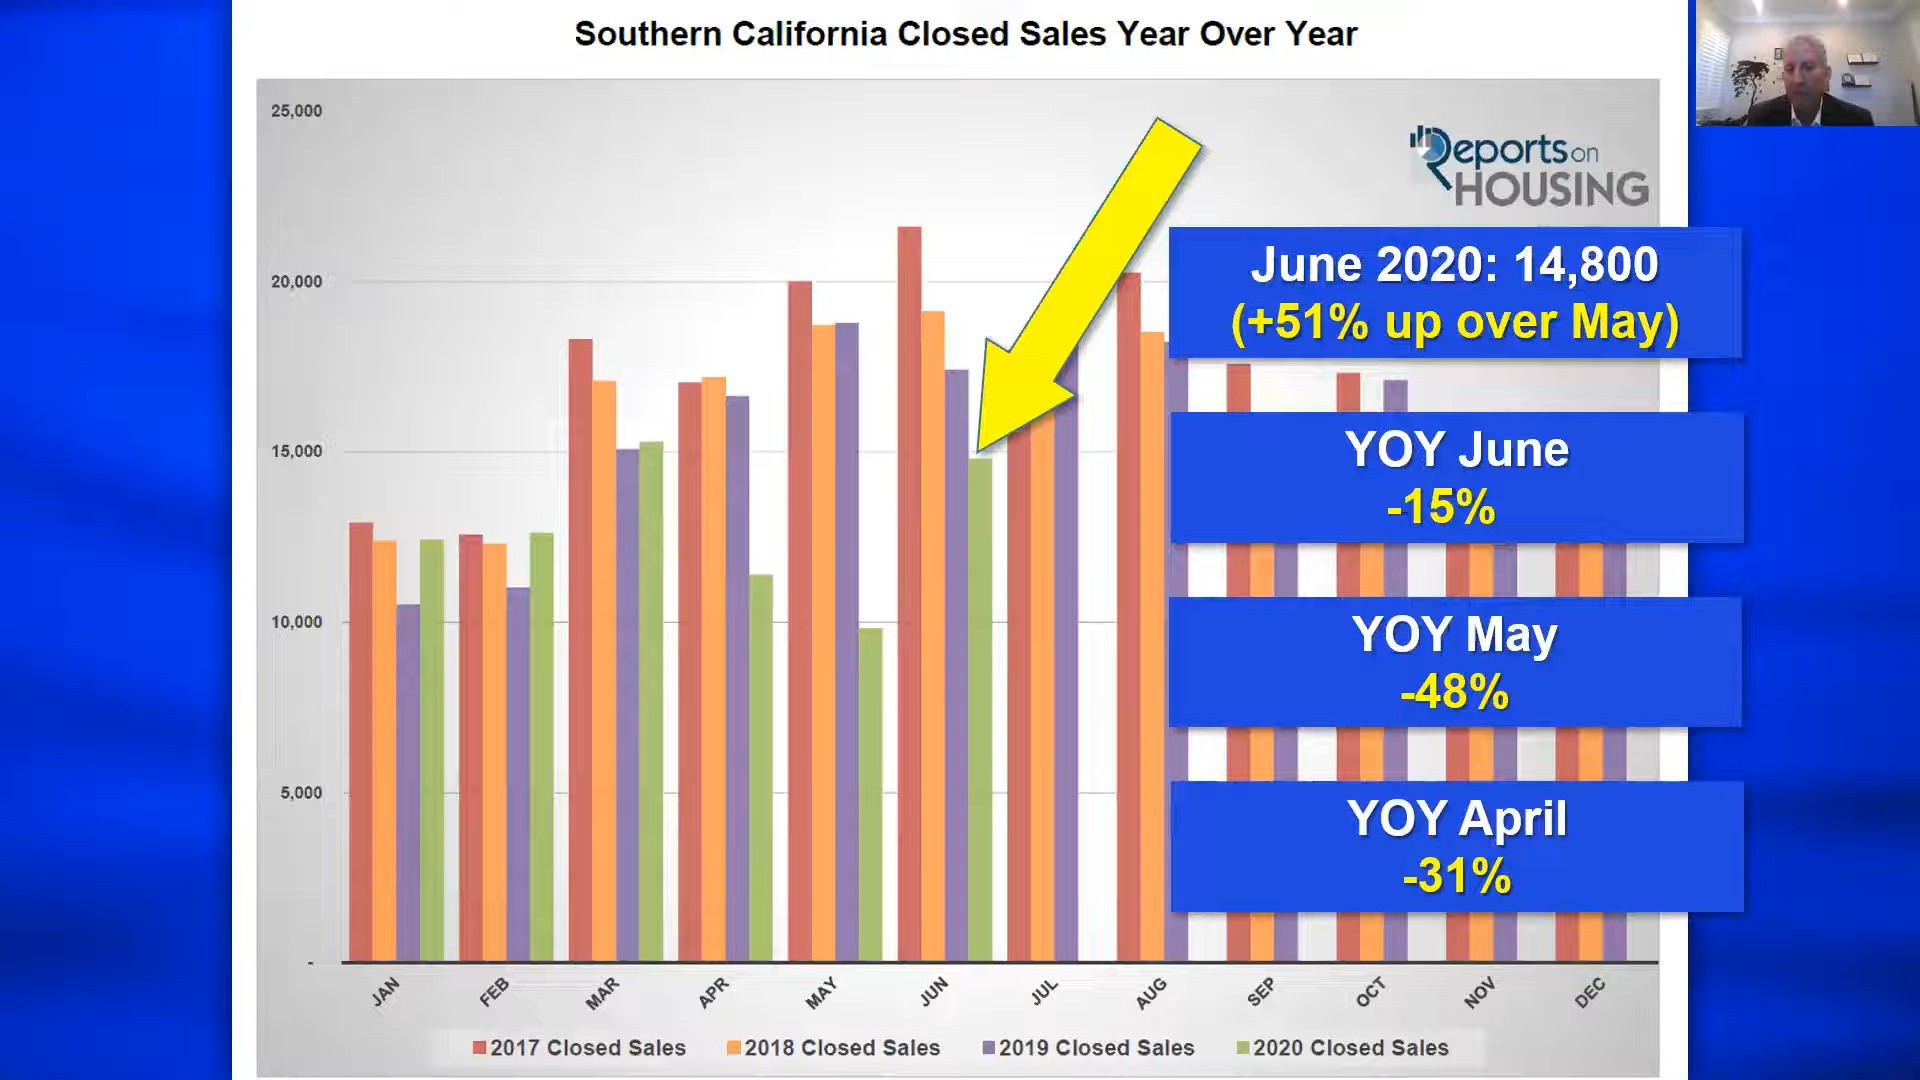 Southern California Closed Sales Year Over Year
25,000
20,000
15,000
10,000
5,000
-
Reports on
HOUSING
June 2020: 14,800
(+51% up over May)
YOY June
-15%
YOY May
-48%
YOY April
-31%
JAN
FEB
MAR
APR
MAY
JUN
JUL
AUG
SEP
OCT
NOV
DEC
2017 Closed Sales
2018 Closed Sales
2019 Closed Sales
2020 Closed Sales